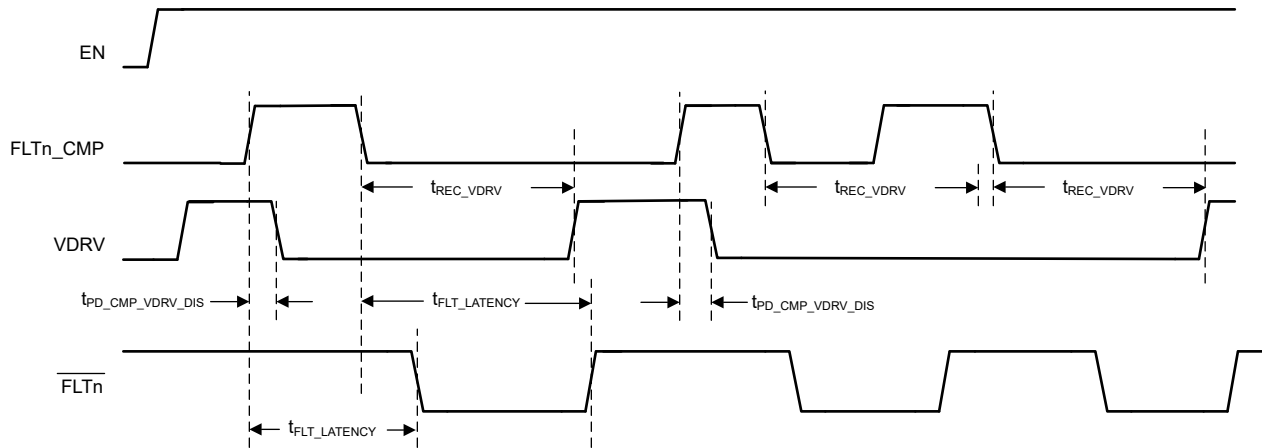 EN
FLTn_CMP
tREC_VDRV
tREC_VDRV
tREC_VDRV
VDRV
tPD_CMP_VDRV_DIS
tFLT_LATENCY
tPD_CMP_VDRV_DIS
FLTn
tFLT_LATENCY